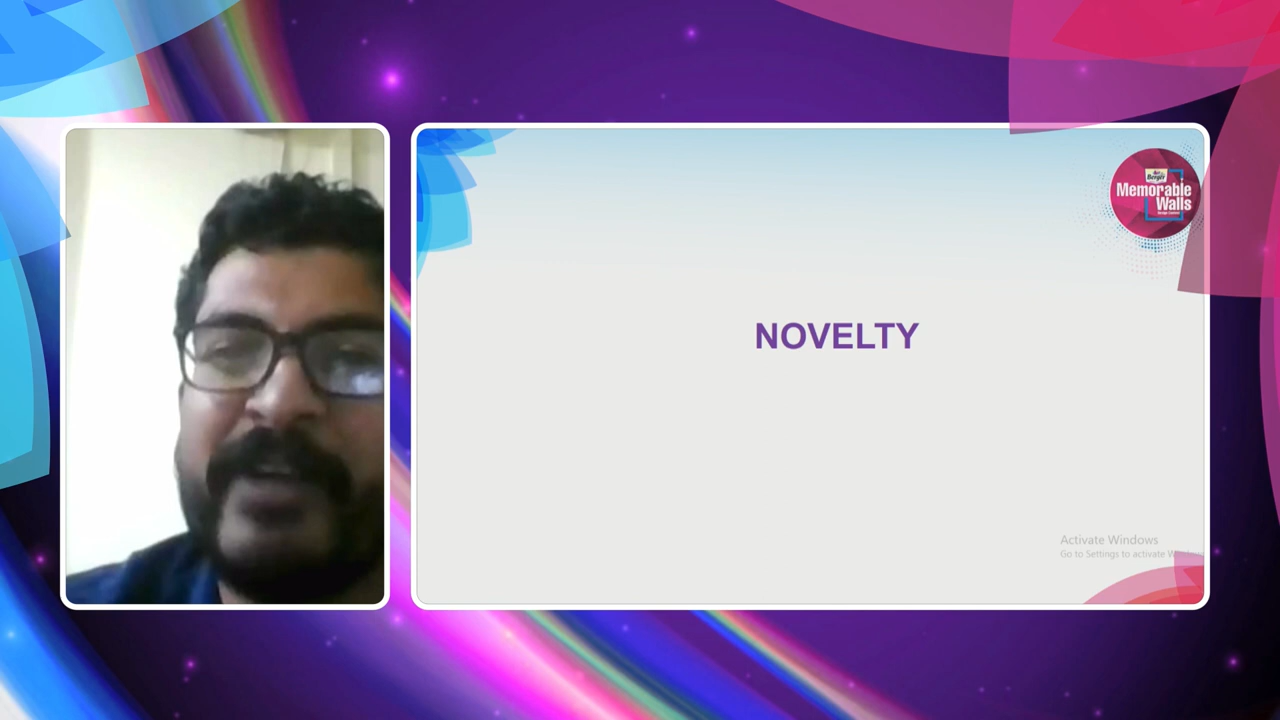 Berger
Memorable
Walls
NOVELTY
Activate Windows
Go to Settings to activate